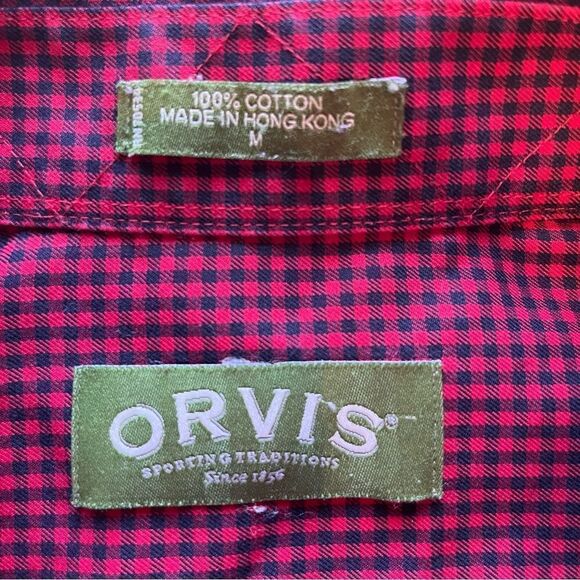 100% COTTON
MADE IN HONG KONG
M
ORVIS®
SPORTING TRADITIONS
Since 1856